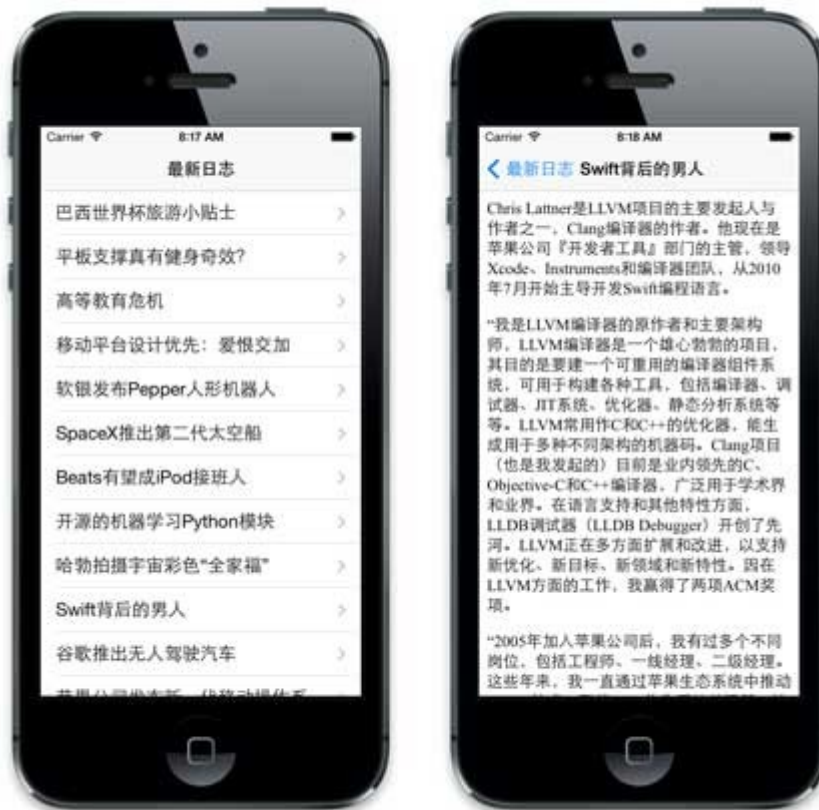 Carrier 8:17 AM
最新日志
巴西世界杯旅游小贴士
平板支撑真有健身奇效?
高等教育危机
移动平台设计优先：爱恨交加
软银发布Pepper人形机器人
SpaceX推出第二代太空船
Beats有望成iPod接班人
开源的机器学习Python模块
哈勃拍摄宇宙彩色“全家福”
Swift背后的男人
谷歌推出无人驾驶汽车
苹果公司发布新一代移动操作系
Carrier 8:18 AM
最新日志 Swift背后的男人
Chris Lattner是LLVM项目的主要发起人与
作者之一，Clang编译器的作者。他现在是
苹果公司『开发者工具』部门的主管，领导
Xcode、Instruments和编译器团队，从2010
年7月开始主导开发Swift编程语言。
“我是LLVM编译器的原作者和主要架构
师，LLVM编译器是一个雄心勃勃的项目，
其目的是要建一个可重用的编译器组件系
统，可用于构建各种工具，包括编译器、调
试器、JIT系统、优化器、静态分析系统等
等。LLVM常用作C和C++的优化器，能生
成用于多种不同架构的机器码。Clang项目
（也是我发起的）目前是业内领先的C、
Objective-C和C++编译器，广泛用于学术界
和业界。在语言支持和其他特性方面，
LLDB调试器（LLDB Debugger）开创了先
河。LLVM正在多方面扩展和改进，以支持
新优化、新目标、新领域和新特性。因在
LLVM方面的工作，我赢得了两项ACM奖
项。
“2005年加入苹果公司后，我有过多个不同
岗位，包括工程师、一线经理、二级经理。
这些年来，我一直通过苹果生态系统中推动